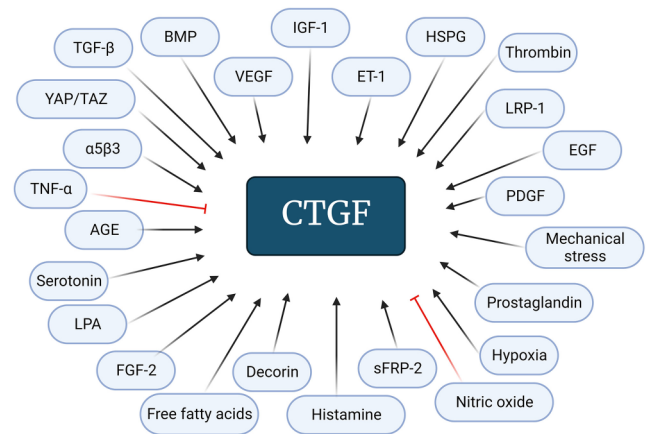 IGF-1
BMP
HSPG
TGF-β
Thrombin
VEGF
ET-1
YAP/TAZ
LRP-1
α5β3
EGF
TNF-α
PDGF
CTGF
AGE
Mechanical
stress
Serotonin
Prostaglandin
LPA
Hypoxia
FGF-2
Decorin
sFRP-2
Nitric oxide
Free fatty acids
Histamine